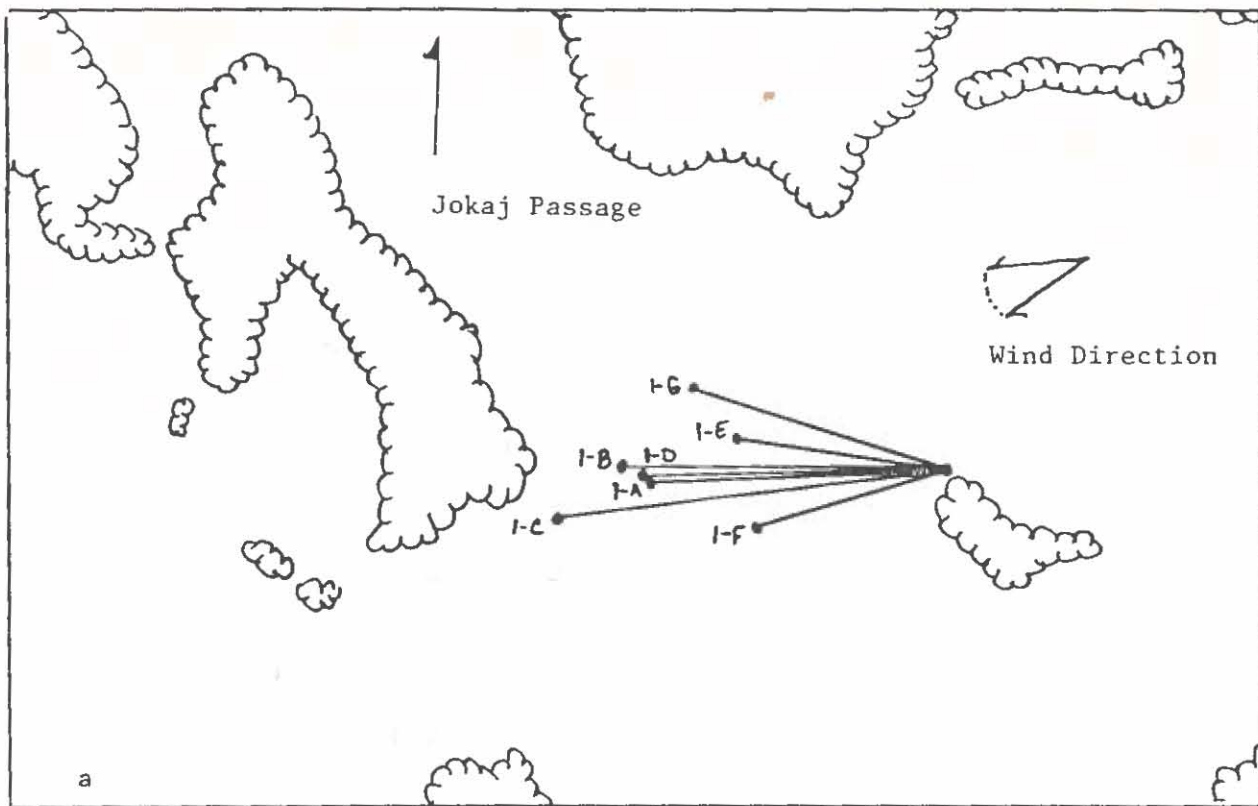 Jokaj Passage
Wind Direction
1-G
1-E
1-B
1-D
1-A
1-C
1-F
a